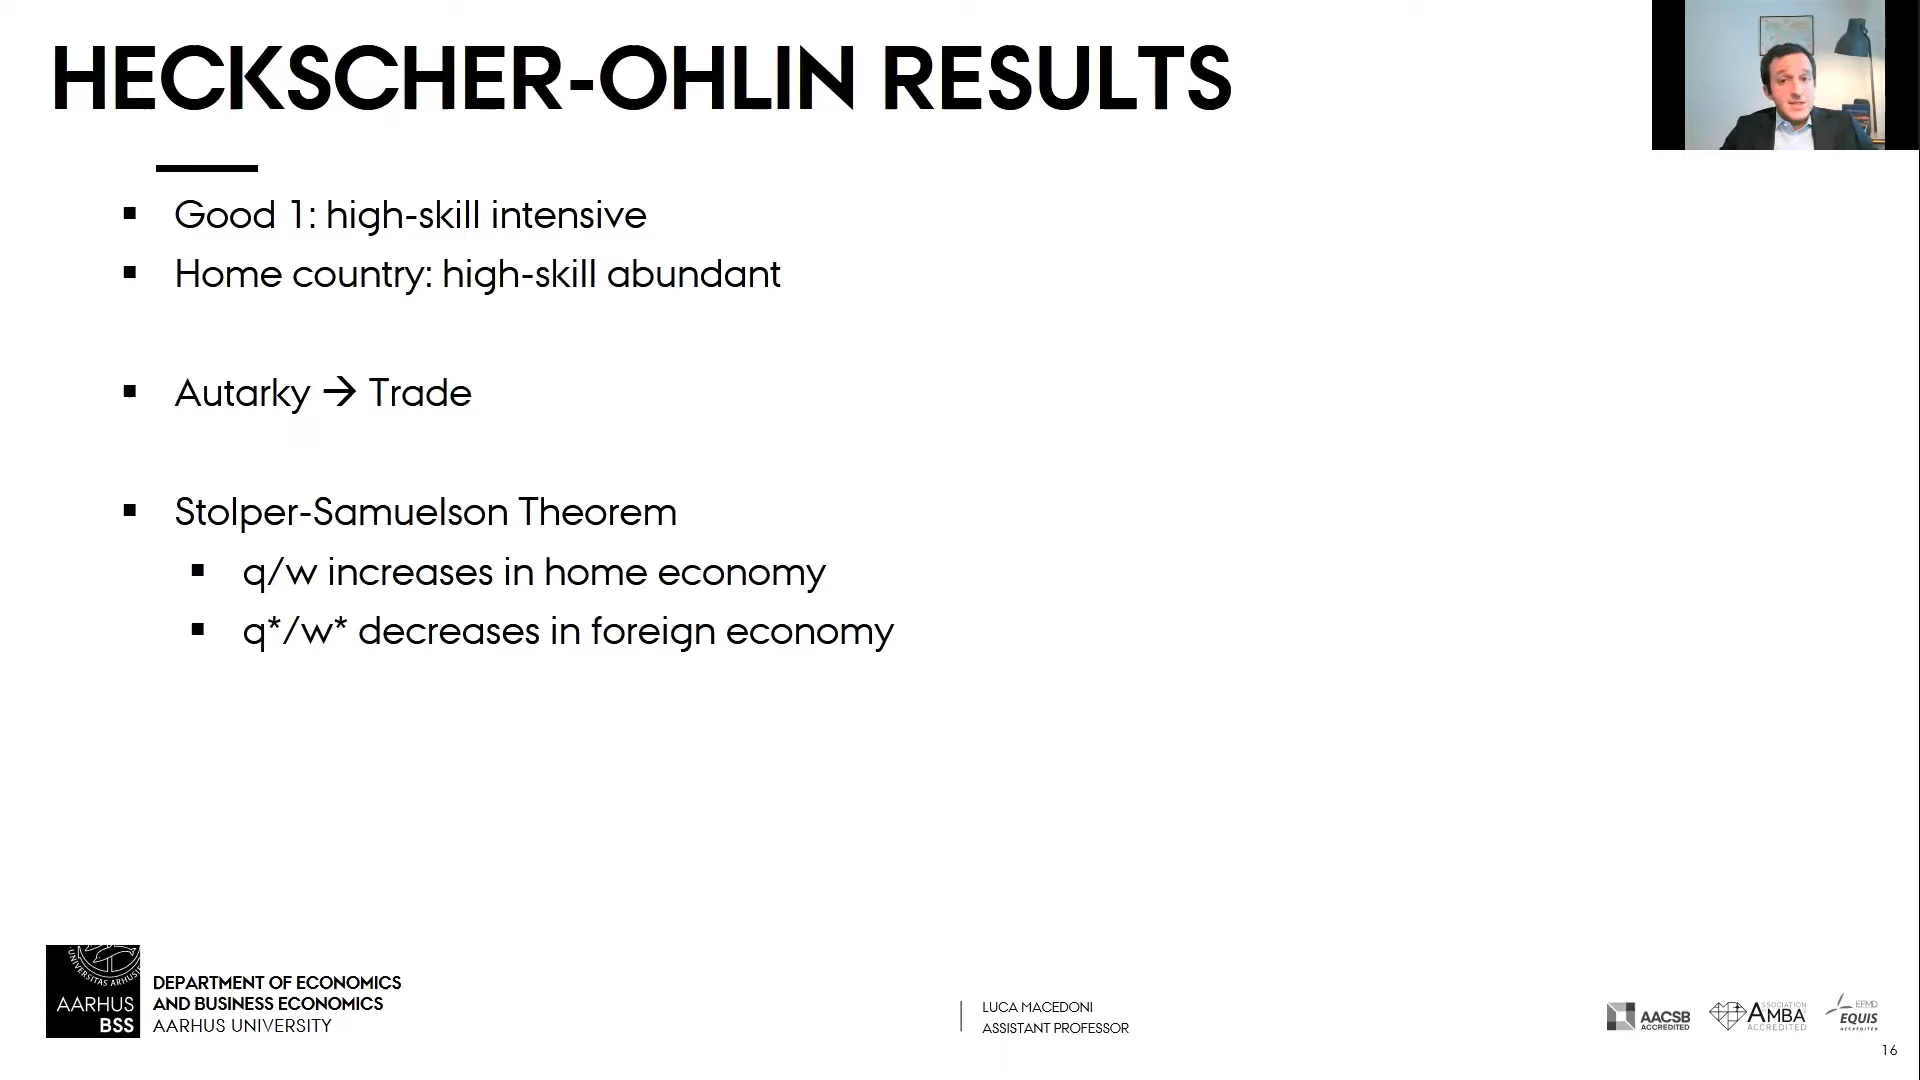 HECKSCHER-OHLIN RESULTS
Good 1: high-skill intensive
Home country: high-skill abundant
Autarky → Trade
Stolper-Samuelson Theorem
q/w increases in home economy
q*/w* decreases in foreign economy
AARHUS
BSS
DEPARTMENT OF ECONOMICS
AND BUSINESS ECONOMICS
AARHUS UNIVERSITY
LUCA MACEDONI
ASSISTANT PROFESSOR
AACSB
ACCREDITED
ASSOCIATION
AMBA
ACCREDITED
EFMD
EQUIS
ACCREDITED
16